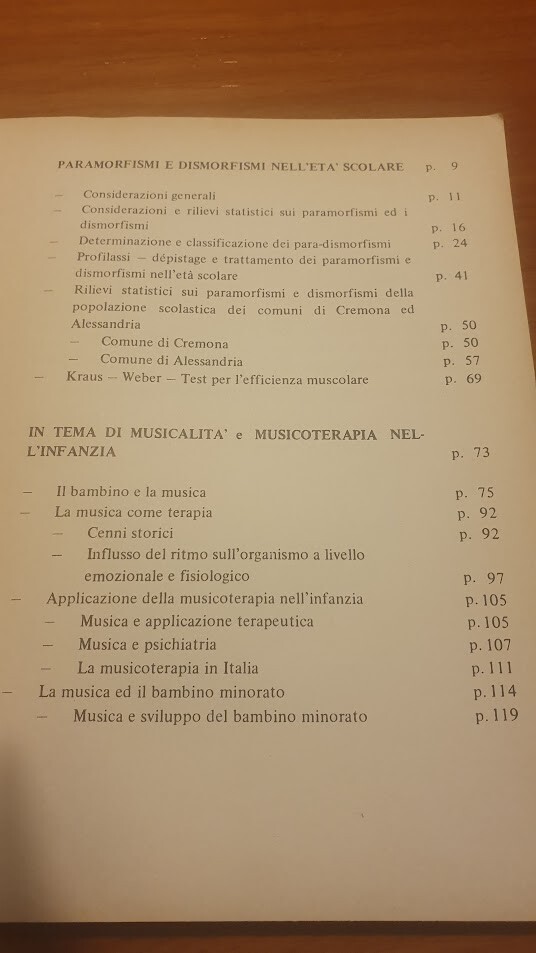 PARAMORFISMI E DISMORFISMI NELL'ETA' SCOLARE p. 9
– Considerazioni generali p. 11
– Considerazioni e rilievi statistici sui paramorfismi ed i
dismorfismi p. 16
– Determinazione e classificazione dei para-dismorfismi p. 24
– Profilassi – dépistage e trattamento dei paramorfismi e
dismorfismi nell'età scolare p. 41
– Rilievi statistici sui paramorfismi e dismorfismi della
popolazione scolastica dei comuni di Cremona ed
Alessandria p. 50
– Comune di Cremona p. 50
– Comune di Alessandria p. 57
– Kraus – Weber – Test per l'efficienza muscolare p. 69
IN TEMA DI MUSICALITA' e MUSICOTERAPIA NEL-
L'INFANZIA p. 73
– Il bambino e la musica p. 75
– La musica come terapia p. 92
– Cenni storici p. 92
– Influsso del ritmo sull'organismo a livello
emozionale e fisiologico p. 97
– Applicazione della musicoterapia nell'infanzia p. 105
– Musica e applicazione terapeutica p. 105
– Musica e psichiatria p. 107
– La musicoterapia in Italia p. 111
– La musica ed il bambino minorato p. 114
– Musica e sviluppo del bambino minorato p. 119